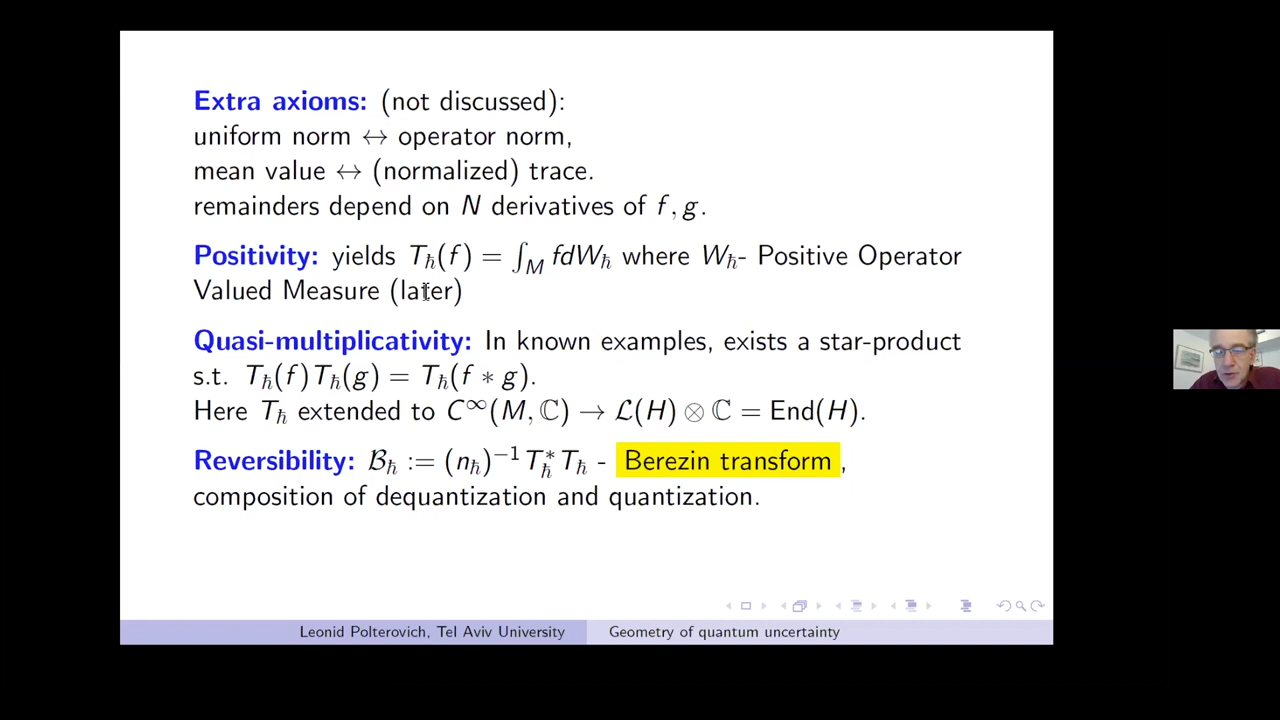 Extra axioms: (not discussed):
uniform norm ↔ operator norm,
mean value ↔ (normalized) trace.
remainders depend on N derivatives of f, g.
Positivity: yields Tℏ(f) = ∫_M fdWℏ where Wℏ- Positive Operator
Valued Measure (later)
Quasi-multiplicativity: In known examples, exists a star-product
s.t. Tℏ(f)Tℏ(g) = Tℏ(f ∗ g).
Here Tℏ extended to C^∞(M, ℂ) → ℒ(H) ⊗ ℂ = End(H).
Reversibility: ℬℏ := (nℏ)^−1 Tℏ^* Tℏ - Berezin transform,
composition of dequantization and quantization.
Leonid Polterovich, Tel Aviv University
Geometry of quantum uncertainty